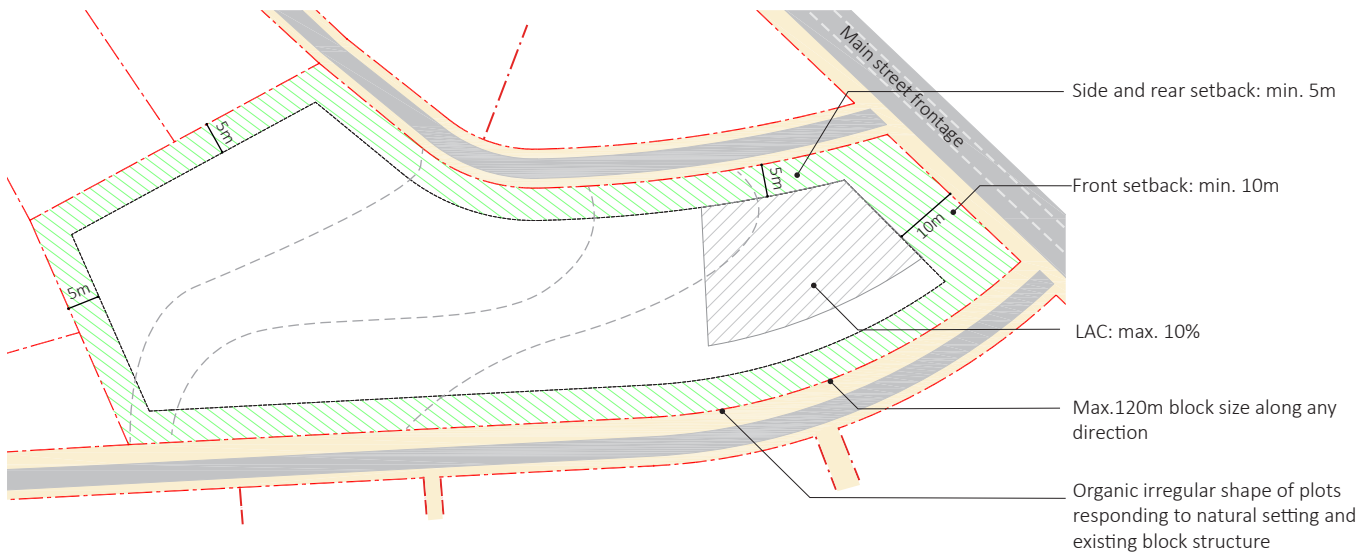 Main street frontage
5m
5m
5m
10m
Side and rear setback: min. 5m
Front setback: min. 10m
LAC: max. 10%
Max.120m block size along any
direction
Organic irregular shape of plots
responding to natural setting and
existing block structure